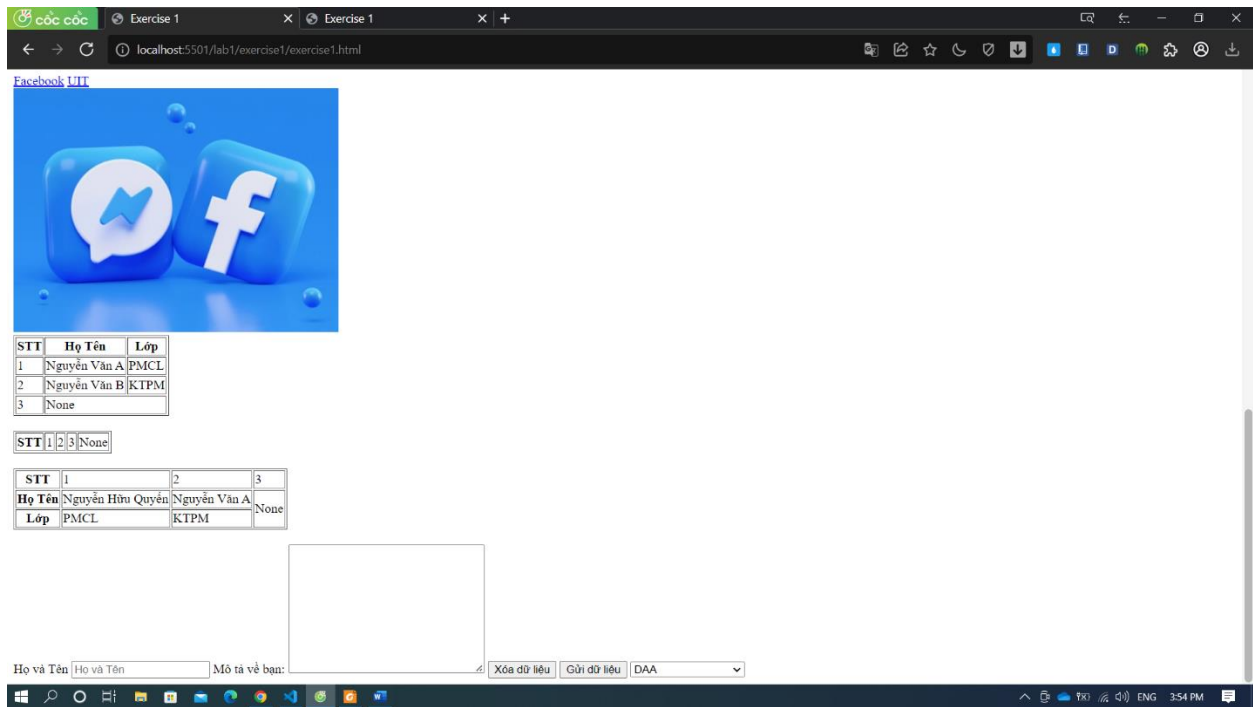 cốc cốc Exercise 1 Exercise 1
localhost:5501/lab1/exercise1/exercise1.html
Facebook UIT
STT Họ Tên Lớp
1 Nguyễn Văn A PMCL
2 Nguyễn Văn B KTPM
3 None
STT 1 2 3 None
STT 1 2 3
Họ Tên Nguyễn Hữu Quyến Nguyễn Văn A None
Lớp PMCL KTPM
Họ và Tên Họ và Tên Mô tả về bạn: Xóa dữ liệu Gửi dữ liệu DAA
ENG 3:54 PM